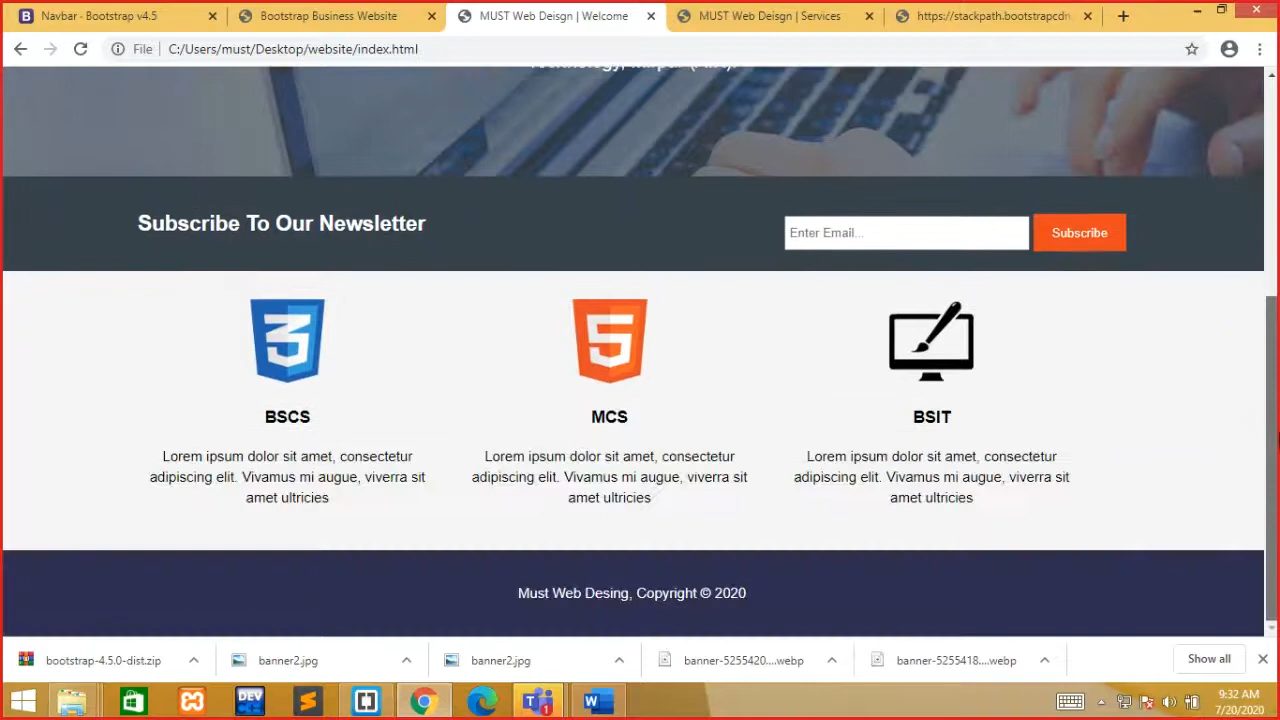 Navbar - Bootstrap v4.5
Bootstrap Business Website
MUST Web Deisgn | Welcome
MUST Web Deisgn | Services
https://stackpath.bootstrapcdn
File
C:/Users/must/Desktop/website/index.html
Technology, Mirpur (AJK).
Subscribe To Our Newsletter
Enter Email...
Subscribe
BSCS
Lorem ipsum dolor sit amet, consectetur
adipiscing elit. Vivamus mi augue, viverra sit
amet ultricies
MCS
Lorem ipsum dolor sit amet, consectetur
adipiscing elit. Vivamus mi augue, viverra sit
amet ultricies
BSIT
Lorem ipsum dolor sit amet, consectetur
adipiscing elit. Vivamus mi augue, viverra sit
amet ultricies
Must Web Desing, Copyright © 2020
bootstrap-4.5.0-dist.zip
banner2.jpg
banner2.jpg
banner-5255420....webp
banner-5255418....webp
Show all
DEV
1
9:32 AM
7/20/2020